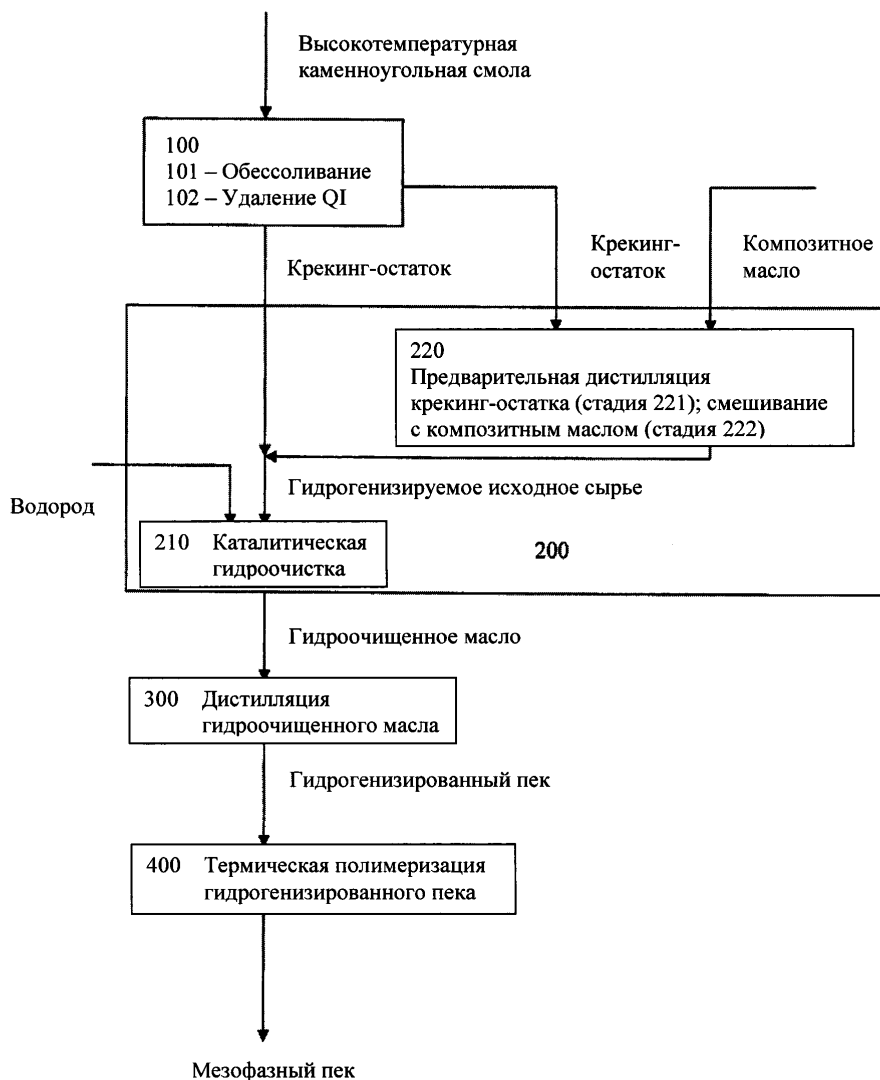 Высокотемпературная
каменноугольная смола
100
101 – Обессоливание
102 – Удаление QI
Крекинг-остаток
Крекинг-
остаток
Композитное
масло
220
Предварительная дистилляция
крекинг-остатка (стадия 221); смешивание
с композитным маслом (стадия 222)
Водород
Гидрогенизируемое исходное сырье
210 Каталитическая
гидроочистка
200
Гидроочищенное масло
300 Дистилляция
гидроочищенного масла
Гидрогенизированный пек
400 Термическая полимеризация
гидрогенизированного пека
Мезофазный пек